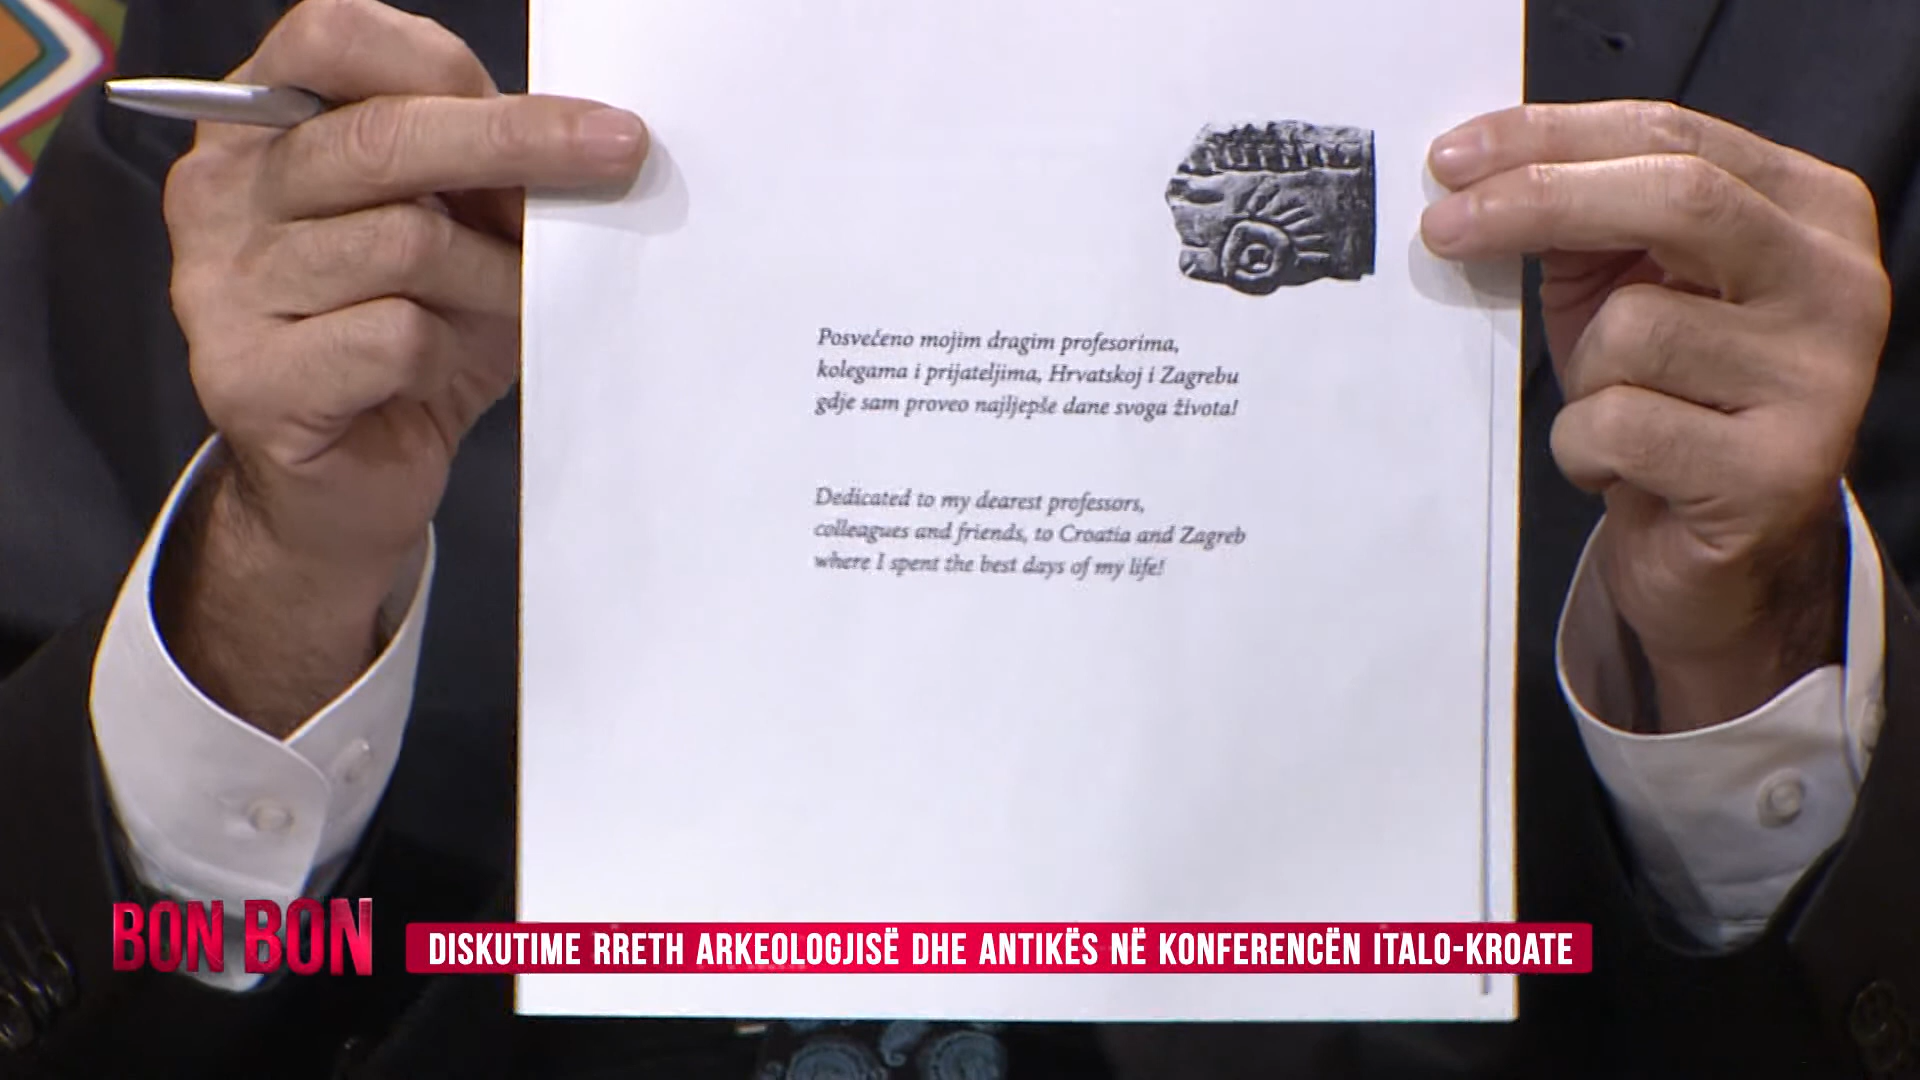 Posvećeno mojim dragim profesorima,
kolegama i prijateljima, Hrvatskoj i Zagrebu
gdje sam proveo najljepše dane svoga života!
Dedicated to my dearest professors,
colleagues and friends, to Croatia and Zagreb
where I spent the best days of my life!
BON BON
DISKUTIME RRETH ARKEOLOGJISË DHE ANTIKËS NË KONFERENCËN ITALO-KROATE